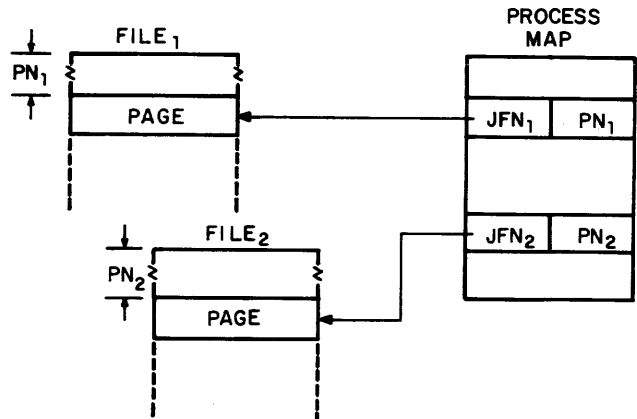 PROCESS
MAP
FILE₁
PN₁
PAGE
JFN₁ PN₁
FILE₂
JFN₂ PN₂
PN₂
PAGE